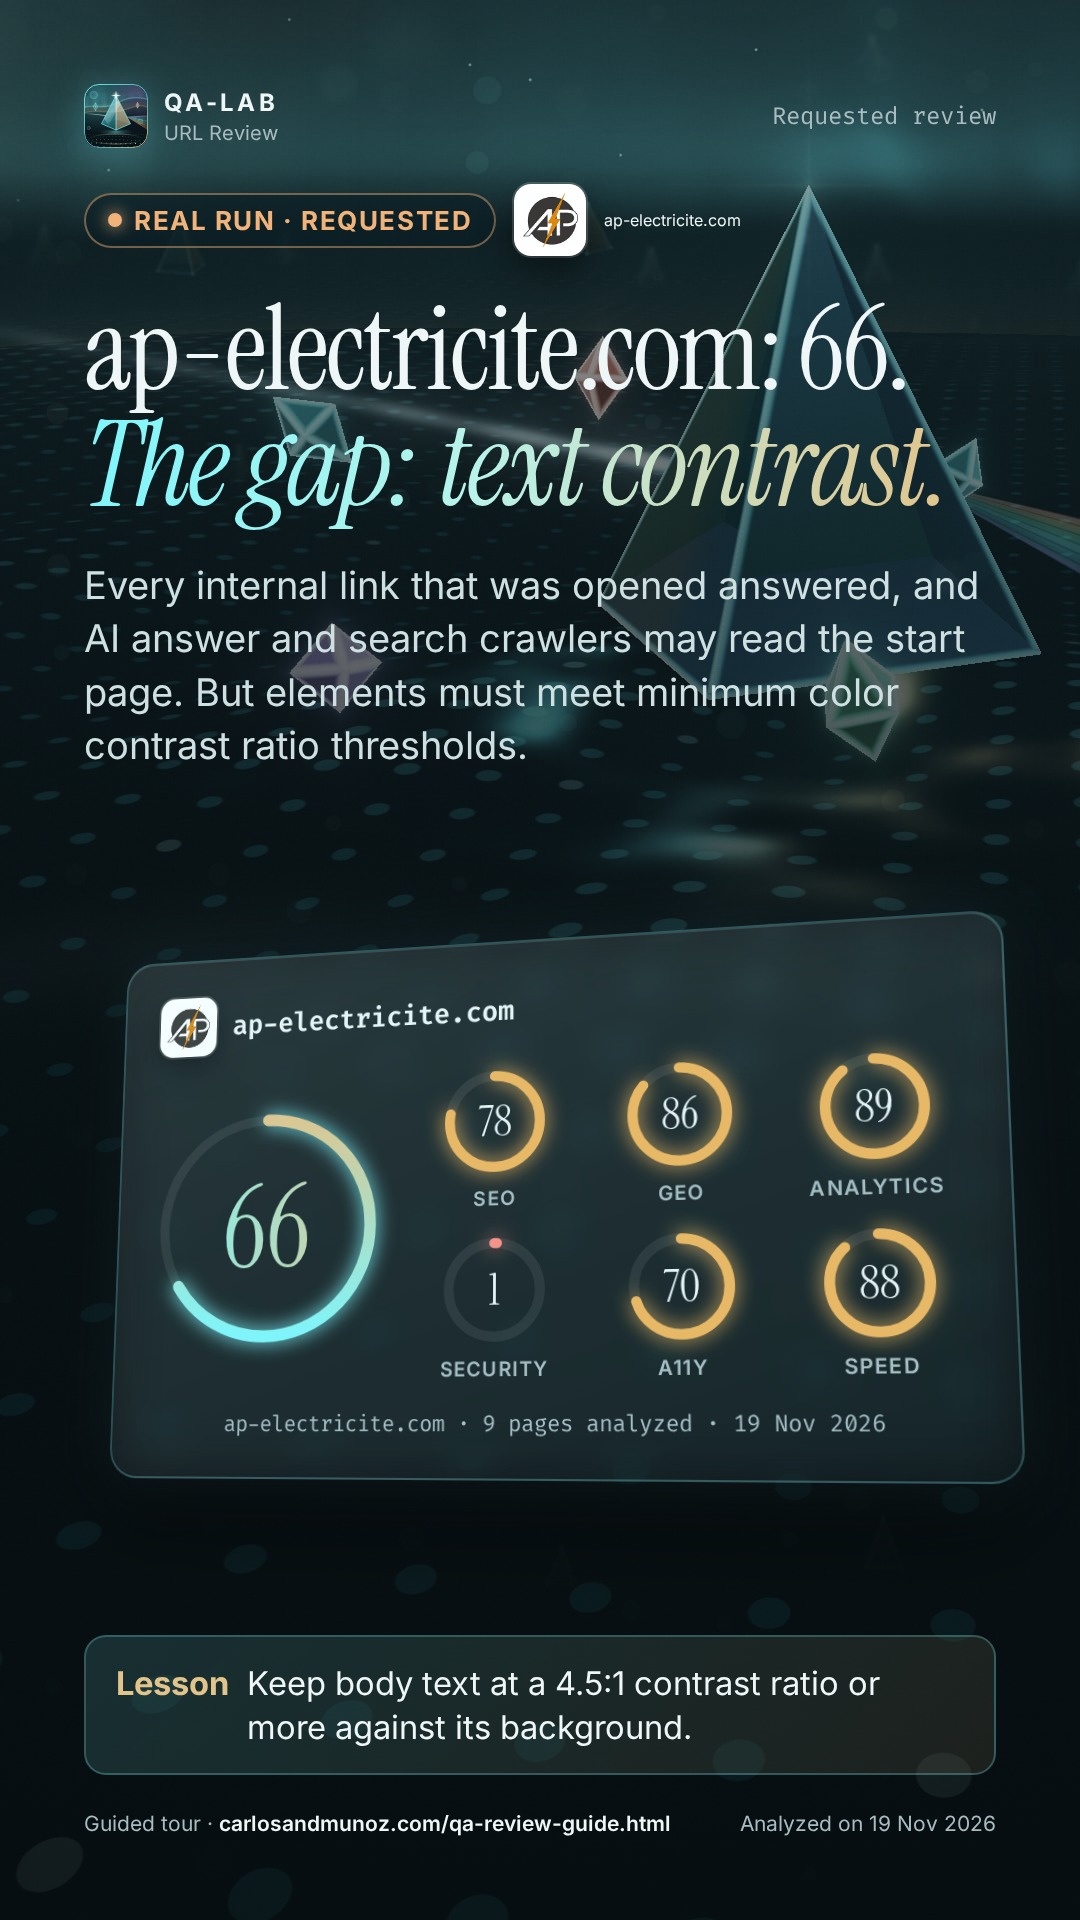 QA-LAB
URL Review
Requested review
REAL RUN · REQUESTED
AP
ap-electricite.com
ap-electricite.com: 66.
The gap: text contrast.
Every internal link that was opened answered, and
AI answer and search crawlers may read the start
page. But elements must meet minimum color
contrast ratio thresholds.
AP
ap-electricite.com
66
78
SEO
86
GEO
89
ANALYTICS
1
SECURITY
70
A11Y
88
SPEED
ap-electricite.com · 9 pages analyzed · 19 Nov 2026
Lesson Keep body text at a 4.5:1 contrast ratio or
more against its background.
Guided tour · carlosandmunoz.com/qa-review-guide.html
Analyzed on 19 Nov 2026